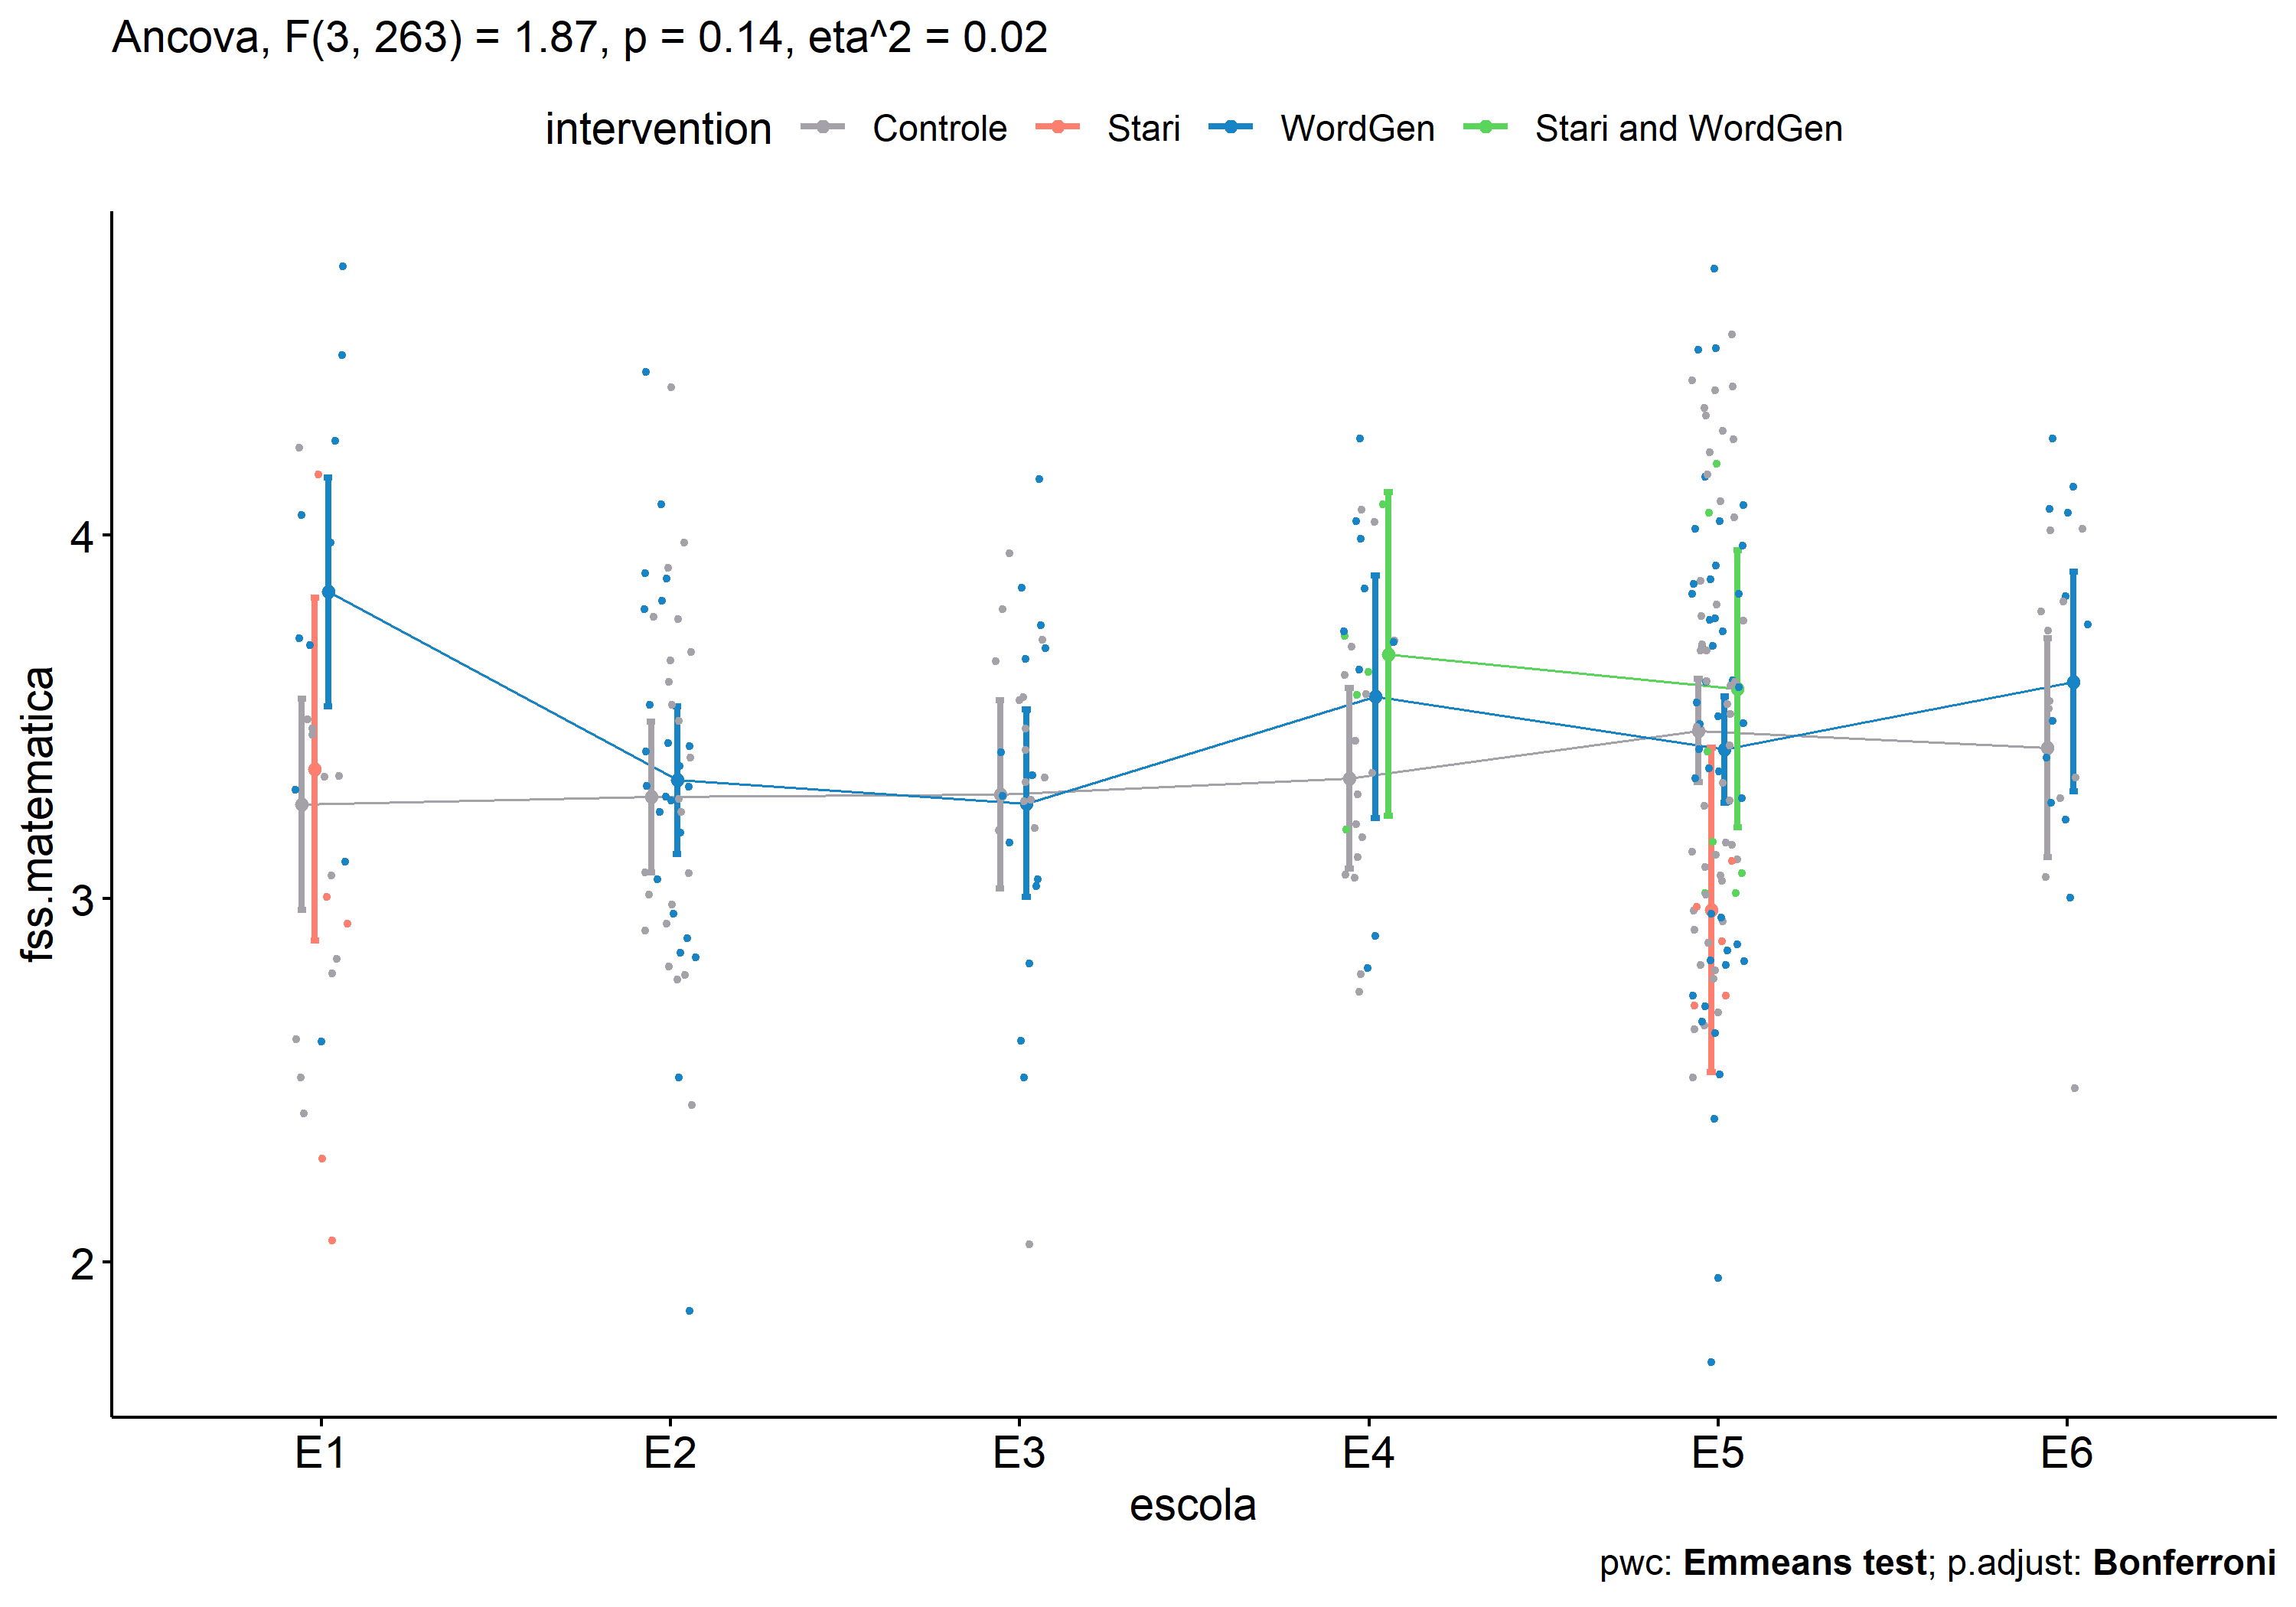 Ancova, F(3, 263) = 1.87, p = 0.14, eta^2 = 0.02
intervention Controle Stari WordGen Stari and WordGen
fss.matematica
4
3
2
E1 E2 E3 E4 E5 E6
escola
pwc: Emmeans test; p.adjust: Bonferroni